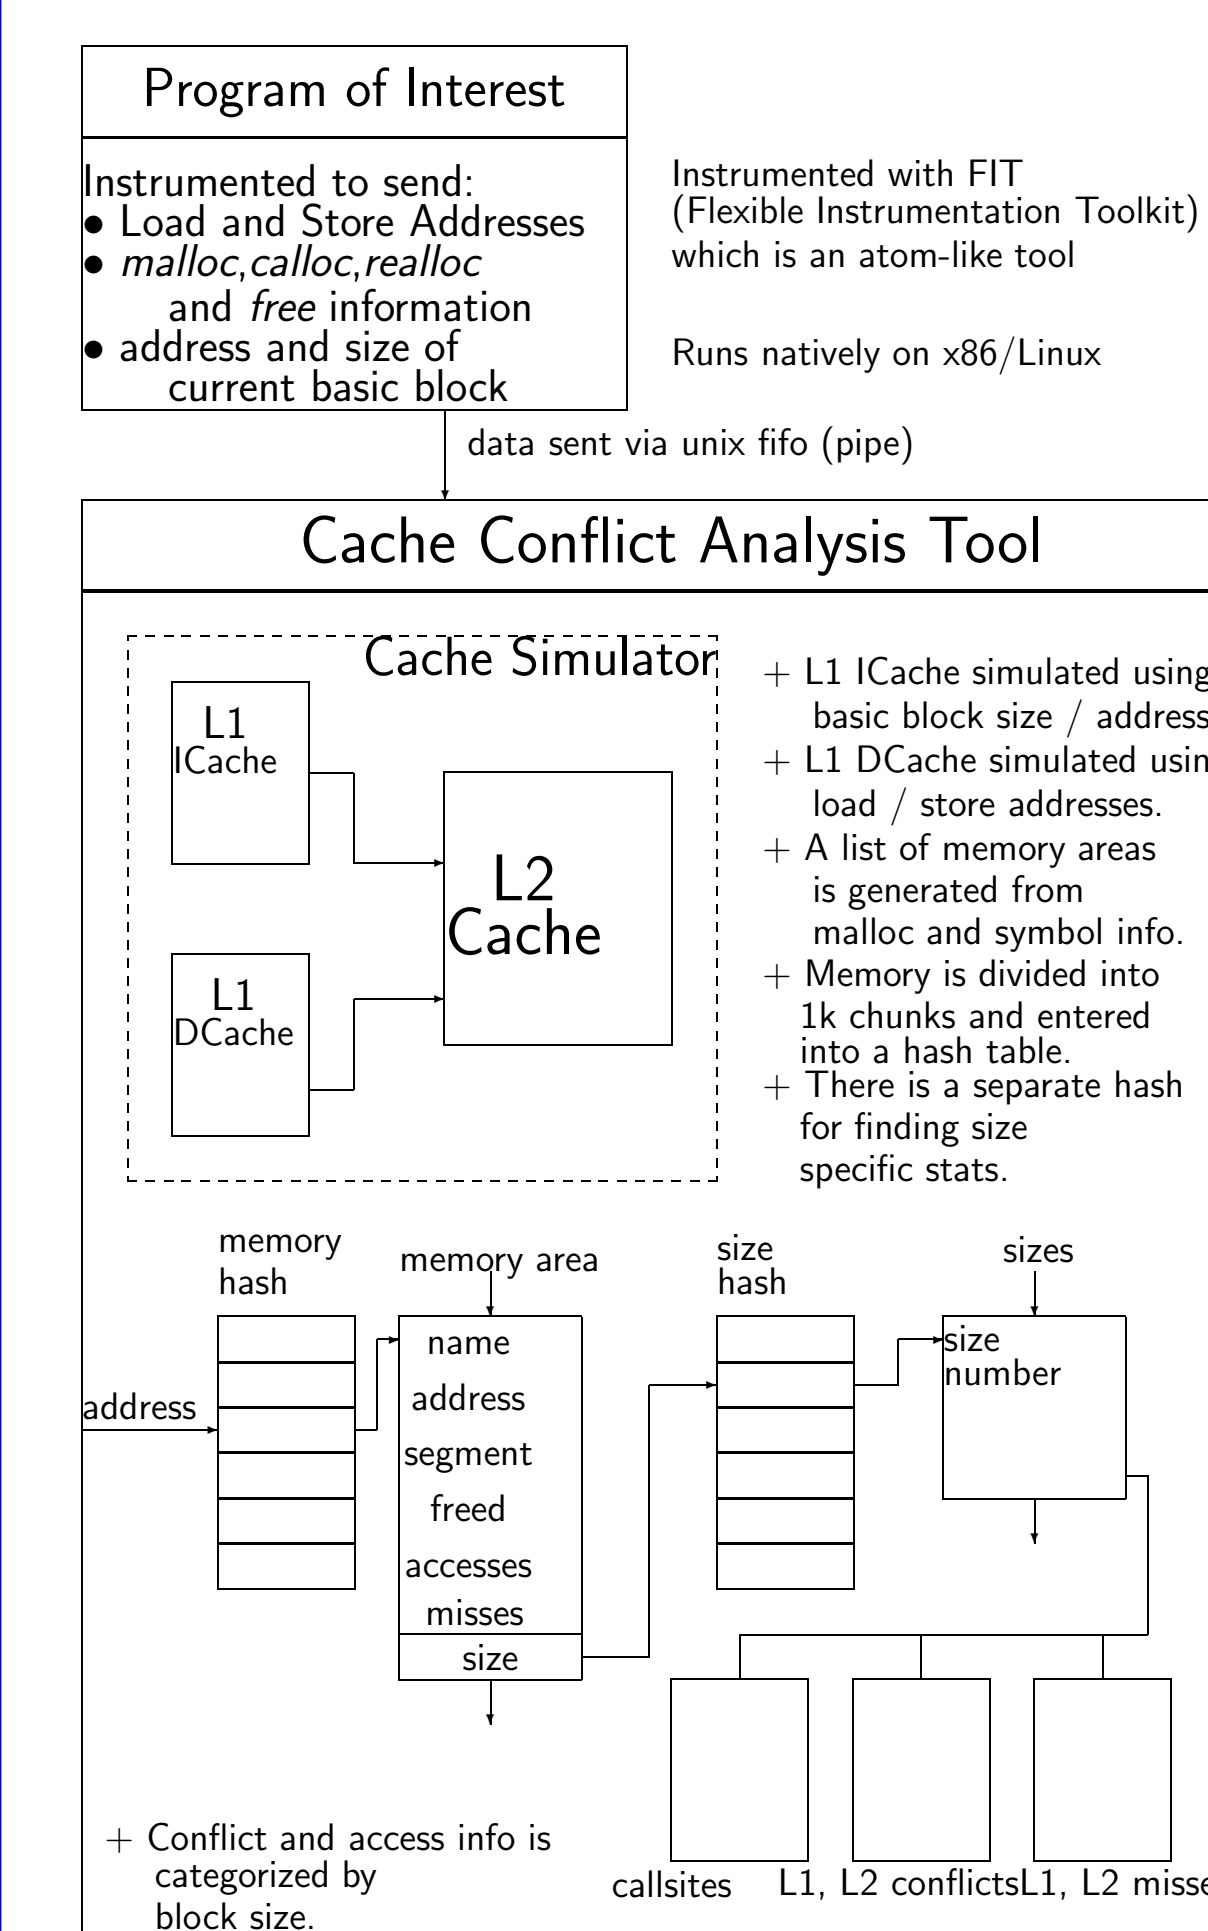 Program of Interest
Instrumented to send:
• Load and Store Addresses
• malloc,calloc,realloc
and free information
• address and size of
current basic block
Instrumented with FIT
(Flexible Instrumentation Toolkit)
which is an atom-like tool
Runs natively on x86/Linux
data sent via unix fifo (pipe)
Cache Conflict Analysis Tool
Cache Simulator
L1
ICache
L2
Cache
L1
DCache
+ L1 ICache simulated using
basic block size / address
+ L1 DCache simulated usin
load / store addresses.
+ A list of memory areas
is generated from
malloc and symbol info.
+ Memory is divided into
1k chunks and entered
into a hash table.
+ There is a separate hash
for finding size
specific stats.
memory
hash
memory area
size
hash
sizes
address
name
address
segment
freed
accesses
misses
size
size
number
callsites
L1, L2 conflicts
L1, L2 misse
+ Conflict and access info is
categorized by
block size.